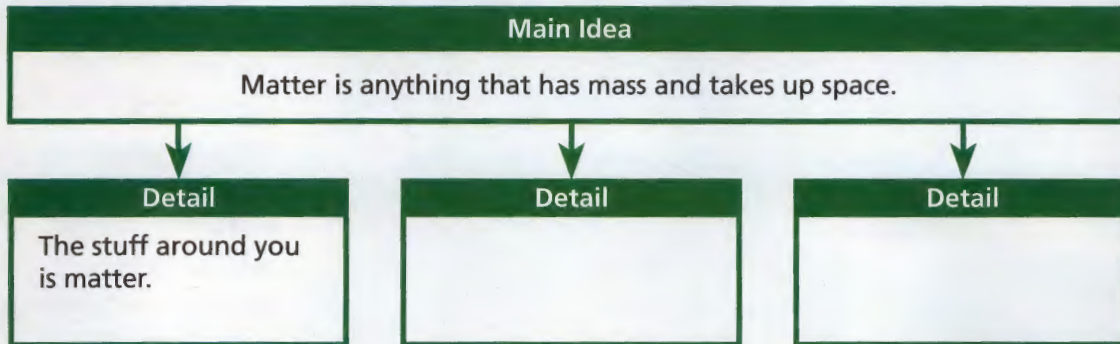 Main Idea
Matter is anything that has mass and takes up space.
Detail
Detail
Detail
The stuff around you
is matter.